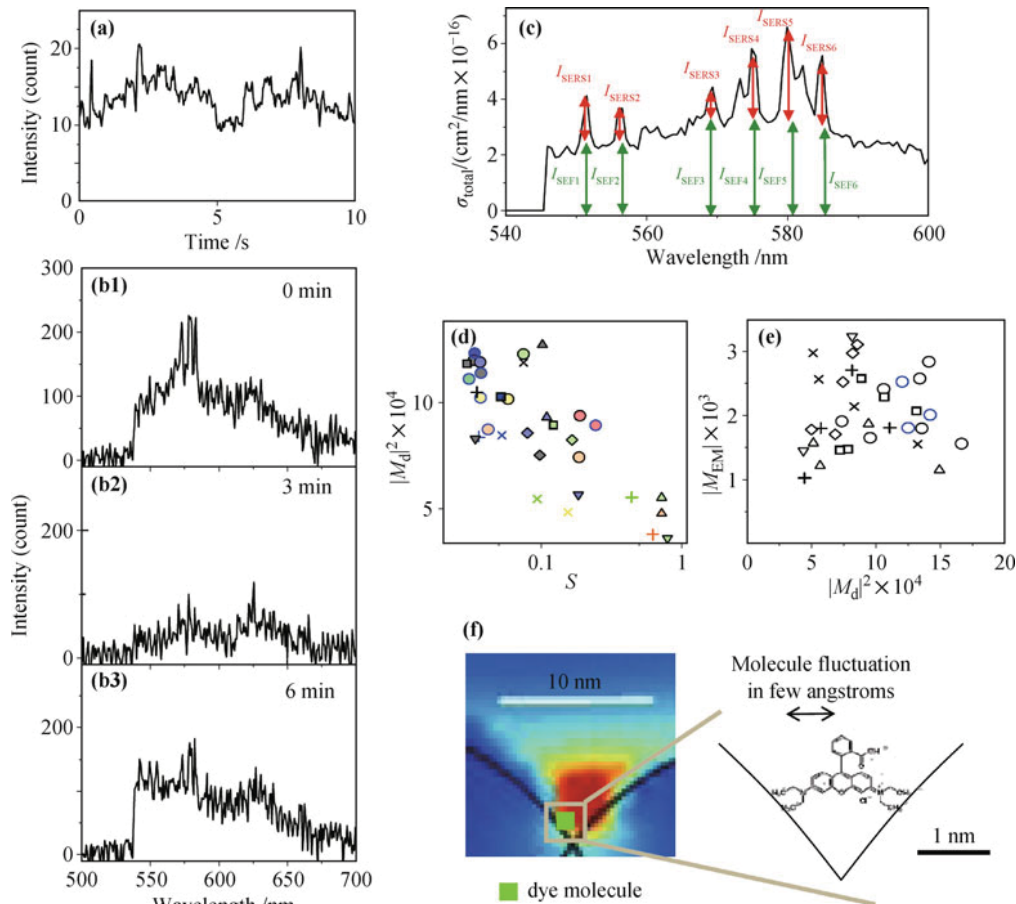 (a)
Intensity (count)
20
10
0
0
5
10
Time /s
(b1)
0 min
300
200
100
0
(b2)
3 min
200
0
(b3)
6 min
200
100
0
500
550
600
650
700
Intensity (count)
Wavelength /nm
(c)
σtotal/(cm²/nm × 10⁻¹⁶)
6
4
2
0
ISERS1
ISERS2
ISERS3
ISERS4
ISERS5
ISERS6
ISEF1
ISEF2
ISEF3
ISEF4
ISEF5
ISEF6
540
560
580
600
Wavelength /nm
(d)
|Md|² × 10⁴
10
5
0.1
1
S
(e)
|MEM| × 10³
3
2
1
0
5
10
15
20
|Md|² × 10⁴
(f)
10 nm
dye molecule
Molecule fluctuation
in few angstroms
1 nm